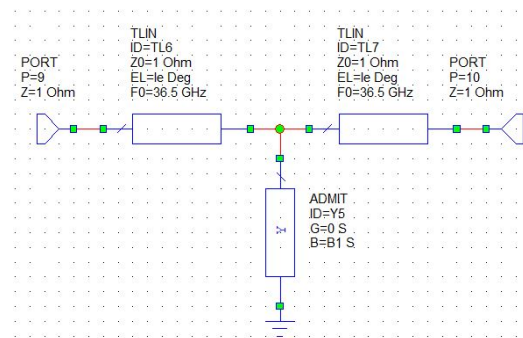 TLIN
ID=TL6
Z0=1 Ohm
EL=le Deg
F0=36.5 GHz
TLIN
ID=TL7
Z0=1 Ohm
EL=le Deg
F0=36.5 GHz
PORT
P=9
Z=1 Ohm
PORT
P=10
Z=1 Ohm
ADMIT
ID=Y5
G=0 S
B=B1 S
Y